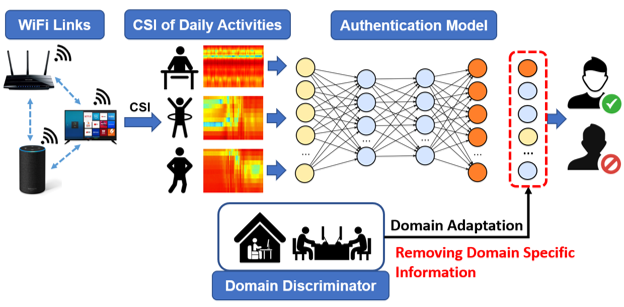 WiFi Links
CSI of Daily Activities
Authentication Model
CSI
...
...
...
...
...
Domain Adaptation
Removing Domain Specific
Information
Domain Discriminator